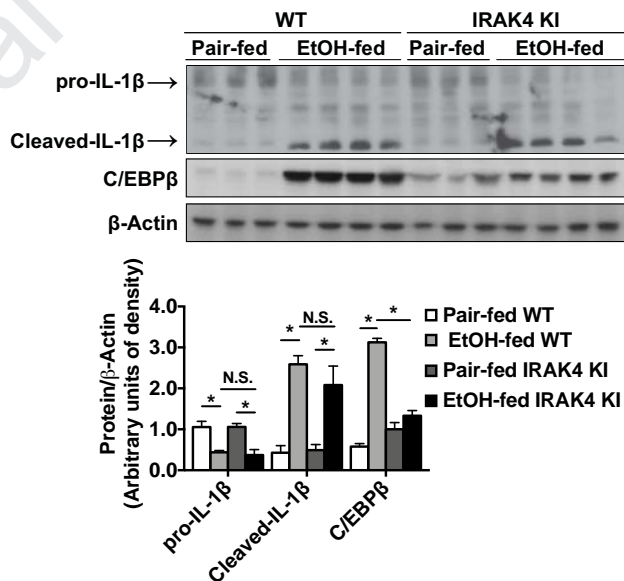 WT IRAK4 KI
Pair-fed EtOH-fed Pair-fed EtOH-fed
pro-IL-1β→
Cleaved-IL-1β→
C/EBPβ
β-Actin
Protein/β-Actin
(Arbitrary units of density)
4.0
3.0
2.0
1.0
0.0
* N.S. *
* N.S. *
* *
pro-IL-1β
Cleaved-IL-1β
C/EBPβ
Pair-fed WT
EtOH-fed WT
Pair-fed IRAK4 KI
EtOH-fed IRAK4 KI